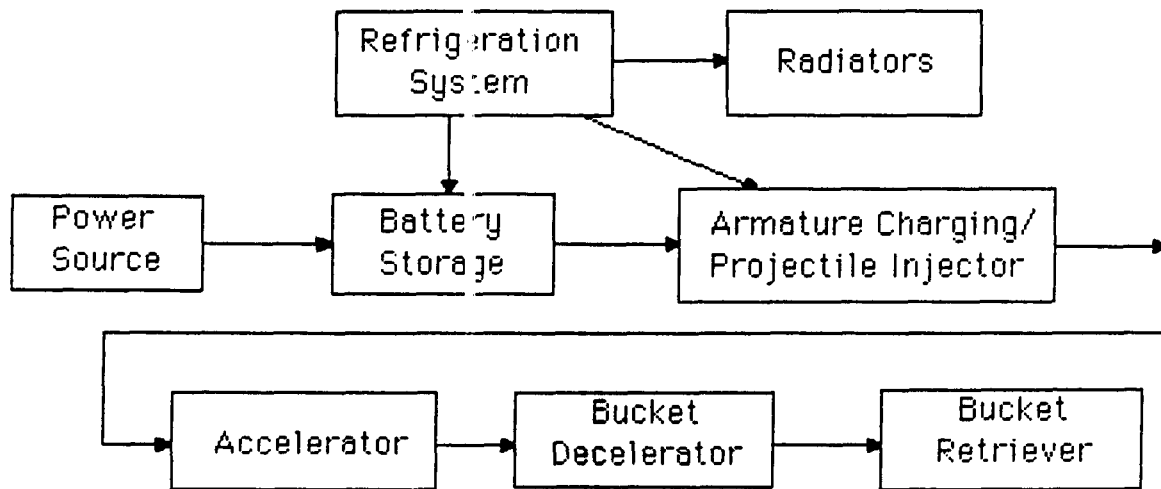 Refrigeration
System
Radiators
Power
Source
Battery
Storage
Armature Charging/
Projectile Injector
Accelerator
Bucket
Decelerator
Bucket
Retriever